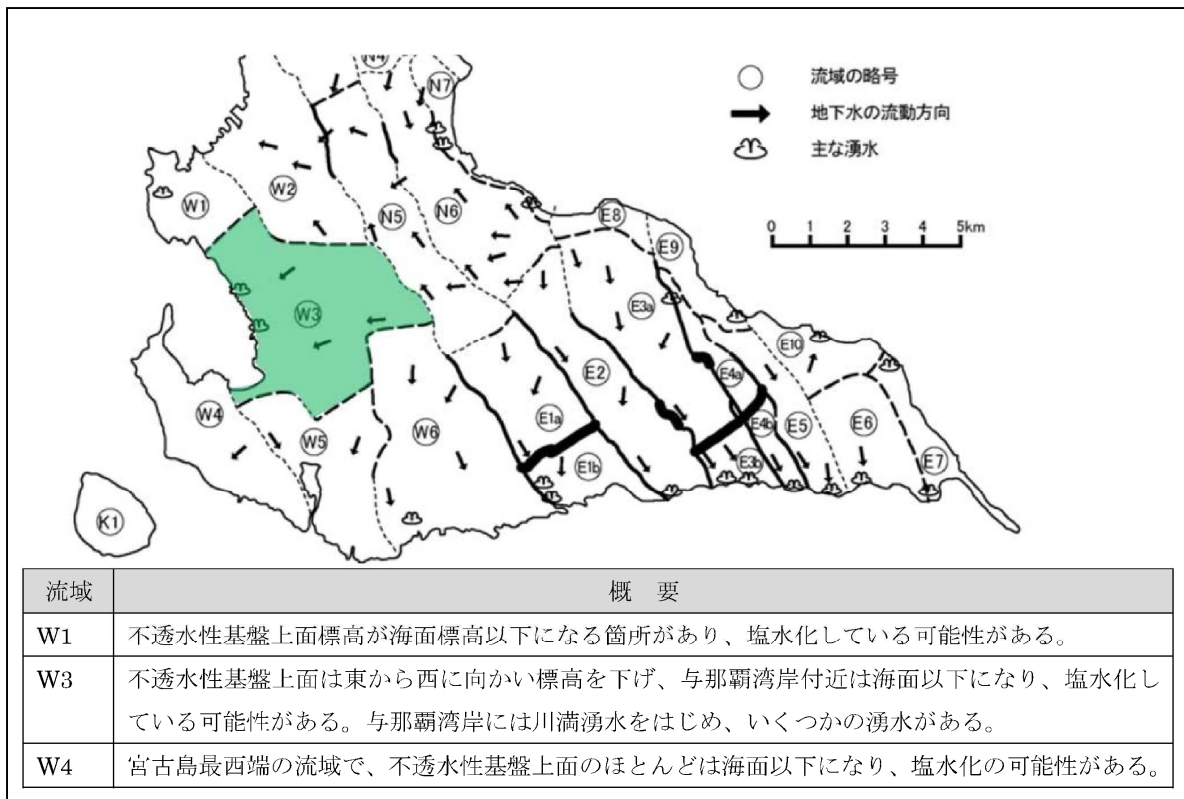 N4
N7
流域の略号
地下水の流動方向
主な湧水
W1
W2
N5
N6
E8
E9
0 1 2 3 4 5km
W3
E3a
E10
E2
E4a
W4
W5
W6
E1a
E4b
E5
E6
E1b
E3b
E7
K1
流域 概 要
W1 不透水性基盤上面標高が海面標高以下になる箇所があり、塩水化している可能性がある。
W3 不透水性基盤上面は東から西に向かい標高を下げ、与那覇湾岸付近は海面以下になり、塩水化し
ている可能性がある。与那覇湾岸には川満湧水をはじめ、いくつかの湧水がある。
W4 宮古島最西端の流域で、不透水性基盤上面のほとんどは海面以下になり、塩水化の可能性がある。